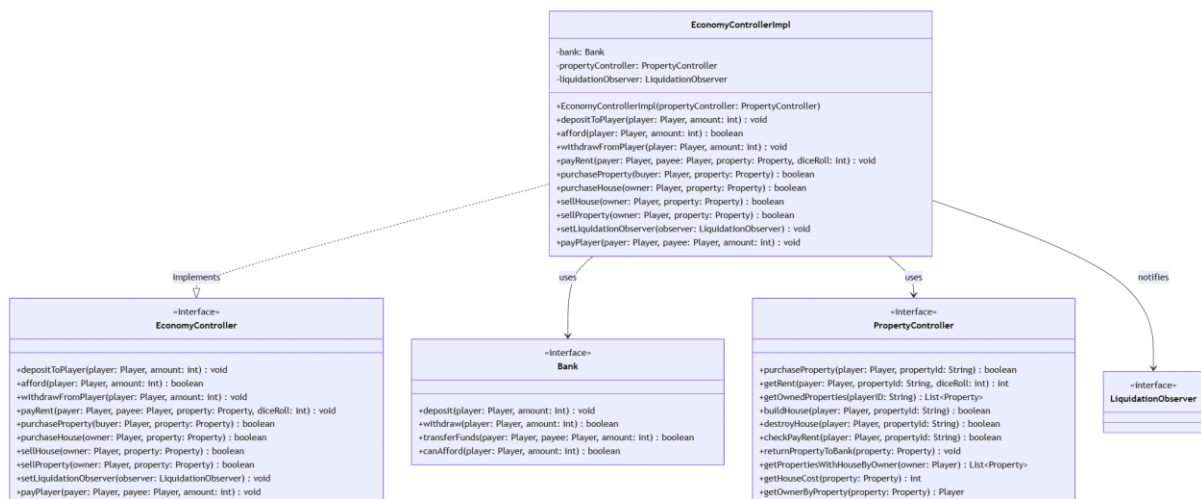 EconomyControllerImpl
-bank: Bank
-propertyController: PropertyController
-liquidationObserver: LiquidationObserver
+EconomyControllerImpl(propertyController: PropertyController)
+depositToPlayer(player: Player, amount: int) : void
+afford(player: Player, amount: int) : boolean
+withdrawFromPlayer(player: Player, amount: int) : void
+payRent(payer: Player, payee: Player, property: Property, diceRoll: int) : void
+purchaseProperty(buyer: Player, property: Property) : boolean
+purchaseHouse(owner: Player, property: Property) : boolean
+sellHouse(owner: Player, property: Property) : boolean
+sellProperty(owner: Player, property: Property) : boolean
+setLiquidationObserver(observer: LiquidationObserver) : void
+payPlayer(payer: Player, payee: Player, amount: int) : void
implements
uses
uses
notifies
«interface»
EconomyController
+depositToPlayer(player: Player, amount: int) : void
+afford(player: Player, amount: int) : boolean
+withdrawFromPlayer(player: Player, amount: int) : void
+payRent(payer: Player, payee: Player, property: Property, diceRoll: int) : void
+purchaseProperty(buyer: Player, property: Property) : boolean
+purchaseHouse(owner: Player, property: Property) : boolean
+sellHouse(owner: Player, property: Property) : boolean
+sellProperty(owner: Player, property: Property) : boolean
+setLiquidationObserver(observer: LiquidationObserver) : void
+payPlayer(payer: Player, payee: Player, amount: int) : void
«interface»
Bank
+deposit(player: Player, amount: int) : void
+withdraw(player: Player, amount: int) : boolean
+transferFunds(payer: Player, payee: Player, amount: int) : boolean
+canAfford(player: Player, amount: int) : boolean
«interface»
PropertyController
+purchaseProperty(player: Player, propertyId: String) : boolean
+getRent(player: Player, propertyId: String, diceRoll: int) : int
+getOwnedProperties(playerID: String) : List<Property>
+buildHouse(player: Player, propertyId: String) : boolean
+destroyHouse(player: Player, propertyId: String) : boolean
+checkPayRent(player: Player, propertyId: String) : boolean
+returnPropertyToBank(property: Property) : void
+getPropertiesWithHouseByOwner(owner: Player) : List<Property>
+getHouseCost(property: Property) : int
+getOwnerByProperty(property: Property) : Player
«interface»
LiquidationObserver